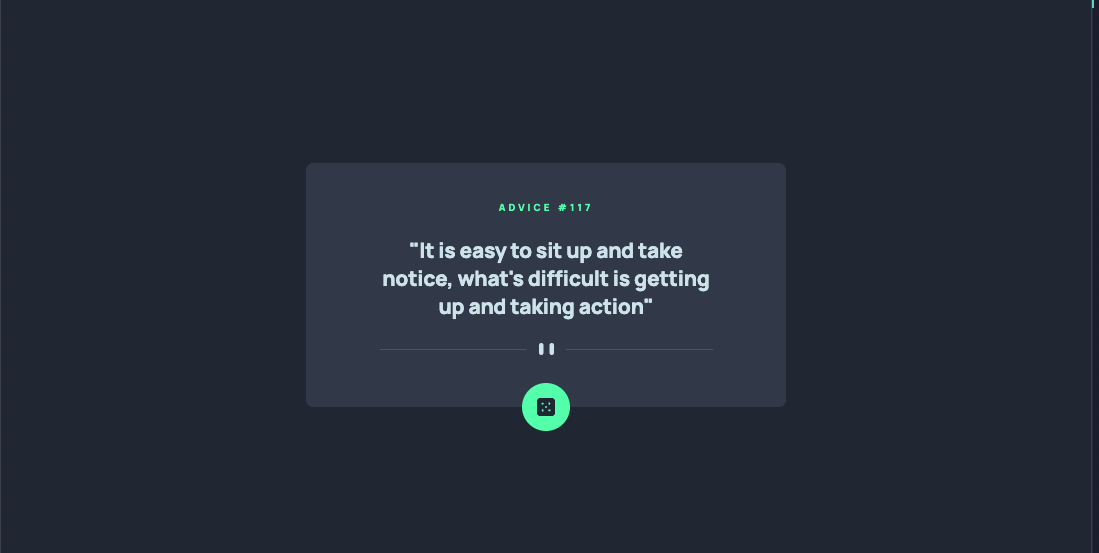 ADVICE #117
"It is easy to sit up and take
notice, what's difficult is getting
up and taking action"